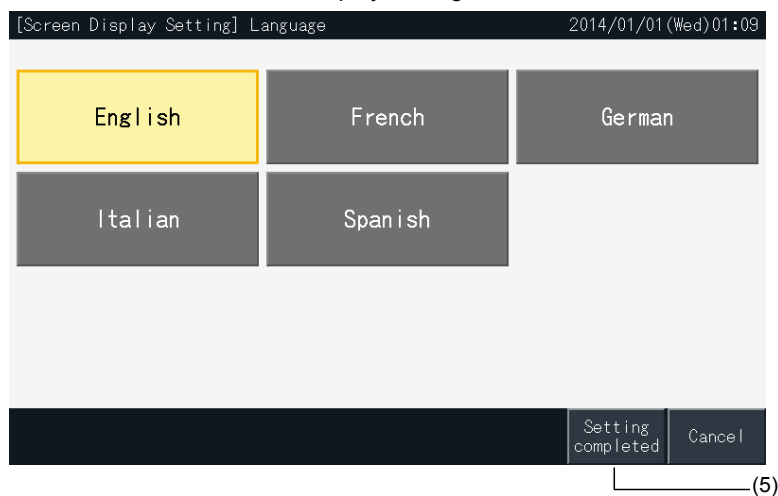 [Screen Display Setting] Language 2014/01/01(Wed)01:09
English French German
Italian Spanish
Setting completed Cancel
(5)